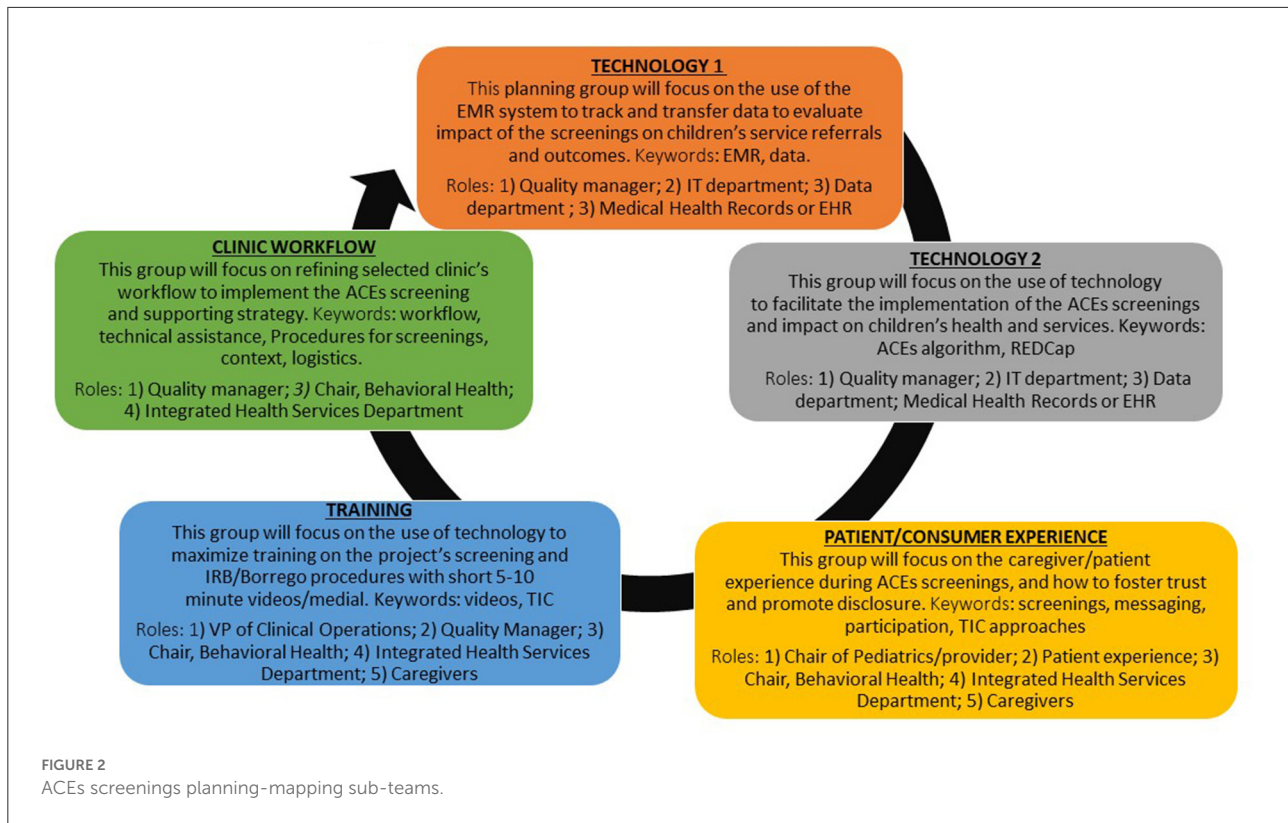 TECHNOLOGY 1
This planning group will focus on the use of the
EMR system to track and transfer data to evaluate
impact of the screenings on children's service referrals
and outcomes. Keywords: EMR, data.
Roles: 1) Quality manager; 2) IT department; 3) Data
department ; 3) Medical Health Records or EHR
CLINIC WORKFLOW
This group will focus on refining selected clinic's
workflow to implement the ACEs screening
and supporting strategy. Keywords: workflow,
technical assistance, Procedures for screenings,
context, logistics.
Roles: 1) Quality manager; 3) Chair, Behavioral Health;
4) Integrated Health Services Department
TECHNOLOGY 2
This group will focus on the use of technology
to facilitate the implementation of the ACEs screenings
and impact on children's health and services. Keywords:
ACEs algorithm, REDCap
Roles: 1) Quality manager; 2) IT department; 3) Data
department; Medical Health Records or EHR
TRAINING
This group will focus on the use of technology to
maximize training on the project's screening and
IRB/Borrego procedures with short 5-10
minute videos/medial. Keywords: videos, TIC
Roles: 1) VP of Clinical Operations; 2) Quality Manager; 3)
Chair, Behavioral Health; 4) Integrated Health Services
Department; 5) Caregivers
PATIENT/CONSUMER EXPERIENCE
This group will focus on the caregiver/patient
experience during ACEs screenings, and how to foster trust
and promote disclosure. Keywords: screenings, messaging,
participation, TIC approaches
Roles: 1) Chair of Pediatrics/provider; 2) Patient experience; 3)
Chair, Behavioral Health; 4) Integrated Health Services
Department; 5) Caregivers
FIGURE 2
ACEs screenings planning-mapping sub-teams.